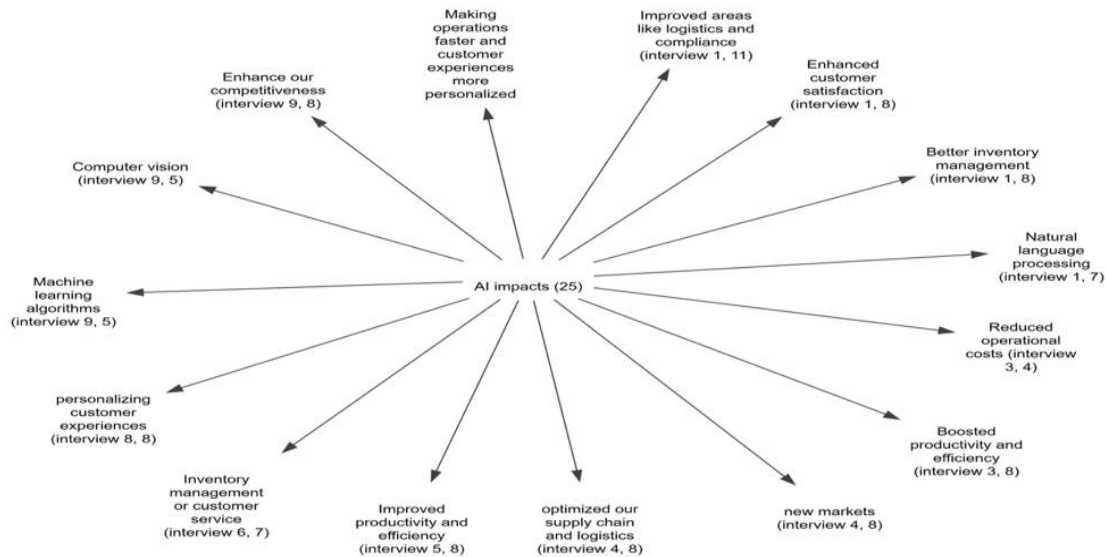 Making
operations
faster and
customer
experiences
more
personalized
Improved areas
like logistics and
compliance
(interview 1, 11)
Enhanced
customer
satisfaction
(interview 1, 8)
Enhance our
competitiveness
(interview 9, 8)
Computer vision
(interview 9, 5)
Better inventory
management
(interview 1, 8)
Natural
language
processing
(interview 1, 7)
AI impacts (25)
Machine
learning
algorithms
(interview 9, 5)
Reduced
operational
costs (interview
3, 4)
personalizing
customer
experiences
(interview 8, 8)
Boosted
productivity and
efficiency
(interview 3, 8)
Inventory
management
or customer
service
(interview 6, 7)
Improved
productivity and
efficiency
(interview 5, 8)
optimized our
supply chain
and logistics
(interview 4, 8)
new markets
(interview 4, 8)